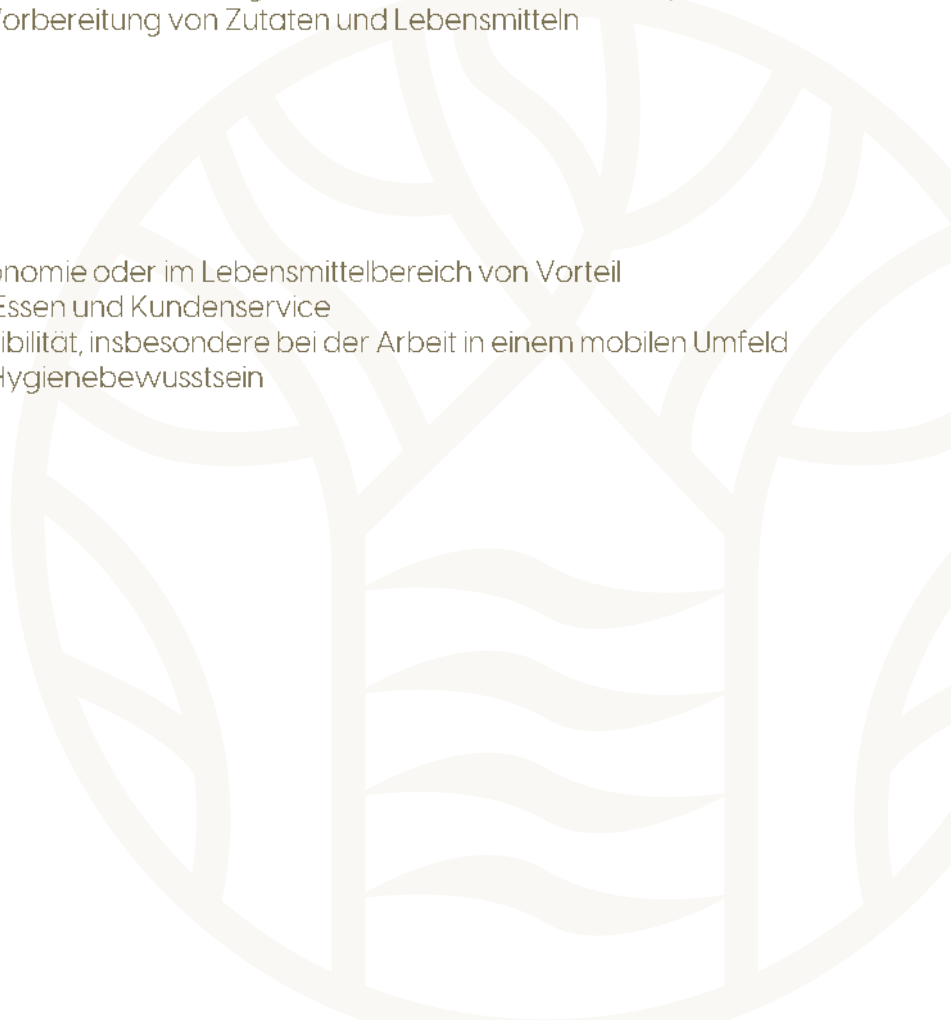 orbereitung von Zutaten und Lebensmitteln
onomie oder im Lebensmittelbereich von Vorteil
Essen und Kundenservice
ibilität, insbesondere bei der Arbeit in einem mobilen Umfeld
Hygienebewusstsein